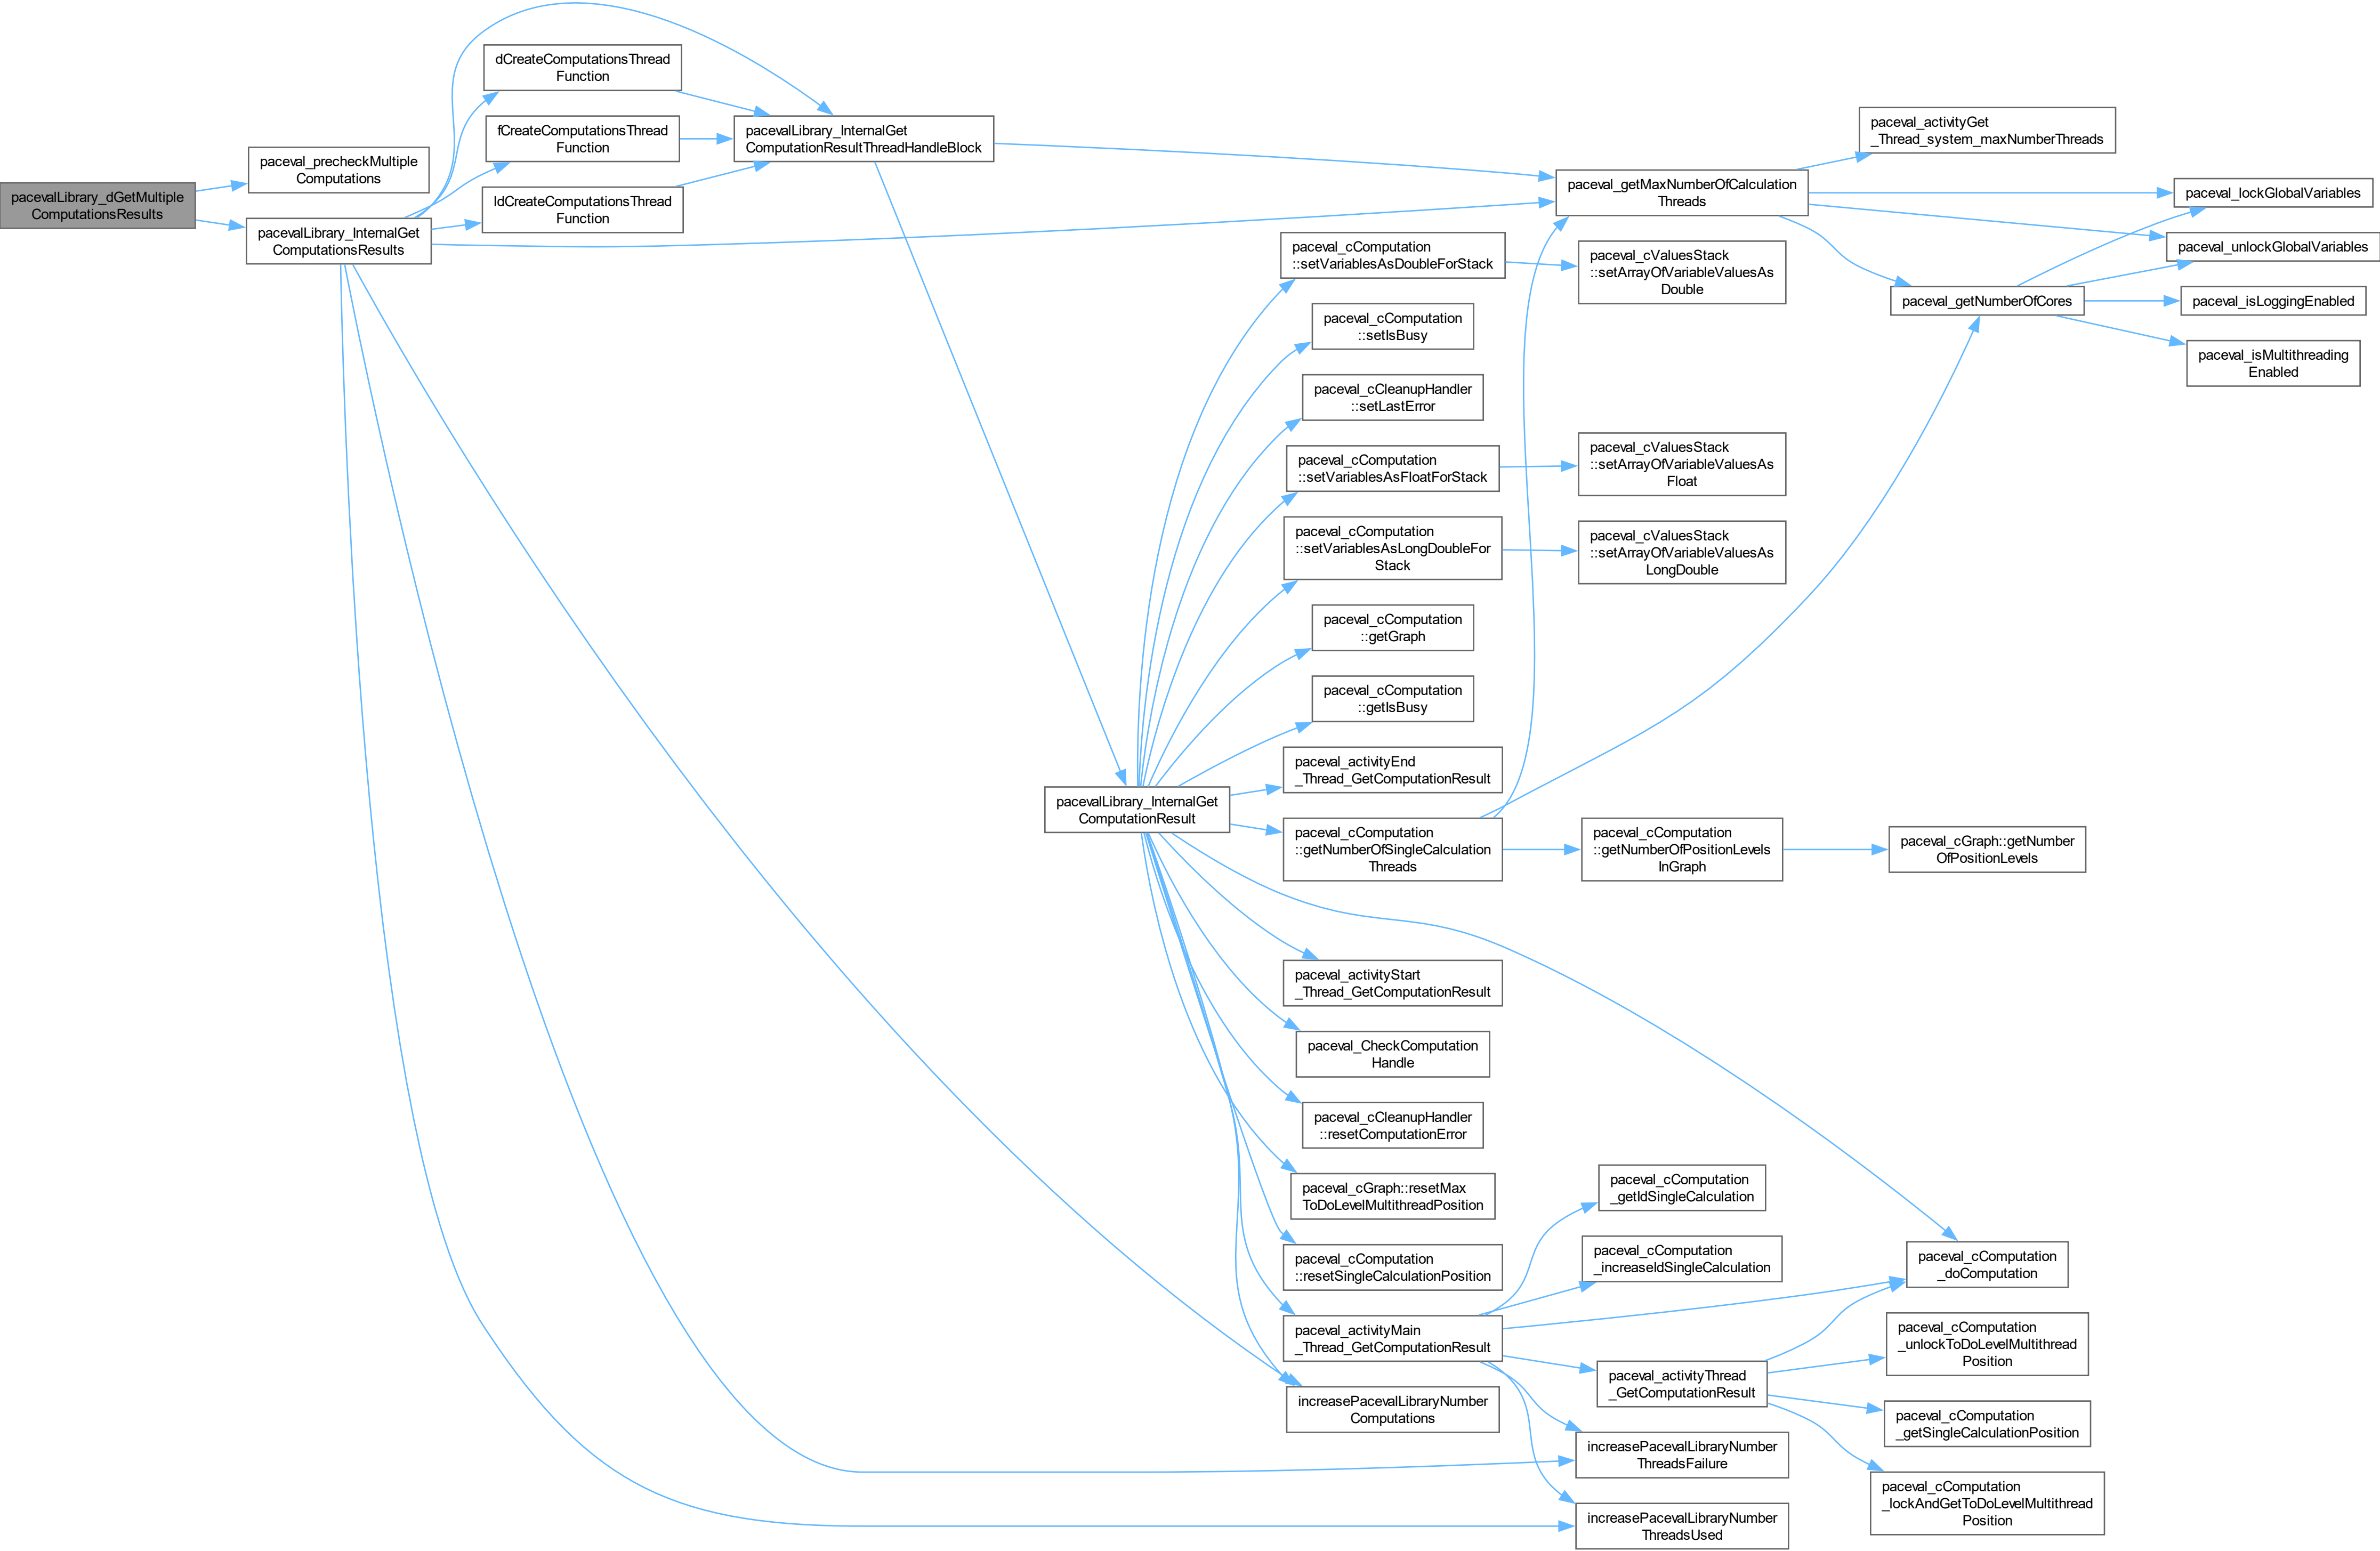 pacevalLibrary_dGetMultiple
ComputationsResults
paceval_precheckMultiple
Computations
pacevalLibrary_InternalGet
ComputationsResults
dCreateComputationsThread
Function
fCreateComputationsThread
Function
ldCreateComputationsThread
Function
pacevalLibrary_InternalGet
ComputationResultThreadHandleBlock
pacevalLibrary_InternalGet
ComputationResult
paceval_cComputation
::setVariablesAsDoubleForStack
paceval_cComputation
::setIsBusy
paceval_cCleanupHandler
::setLastError
paceval_cComputation
::setVariablesAsFloatForStack
paceval_cComputation
::setVariablesAsLongDoubleFor
Stack
paceval_cComputation
::getGraph
paceval_cComputation
::getIsBusy
paceval_activityEnd
_Thread_GetComputationResult
paceval_cComputation
::getNumberOfSingleCalculation
Threads
paceval_activityStart
_Thread_GetComputationResult
paceval_CheckComputation
Handle
paceval_cCleanupHandler
::resetComputationError
paceval_cGraph::resetMax
ToDoLevelMultithreadPosition
paceval_cComputation
::resetSingleCalculationPosition
paceval_activityMain
_Thread_GetComputationResult
increasePacevalLibraryNumber
Computations
paceval_getMaxNumberOfCalculation
Threads
paceval_cValuesStack
::setArrayOfVariableValuesAs
Double
paceval_cValuesStack
::setArrayOfVariableValuesAs
Float
paceval_cValuesStack
::setArrayOfVariableValuesAs
LongDouble
paceval_cComputation
::getNumberOfPositionLevels
InGraph
paceval_cComputation
_getIdSingleCalculation
paceval_cComputation
_increaseIdSingleCalculation
paceval_activityThread
_GetComputationResult
increasePacevalLibraryNumber
ThreadsFailure
increasePacevalLibraryNumber
ThreadsUsed
paceval_activityGet
_Thread_system_maxNumberThreads
paceval_getNumberOfCores
paceval_cGraph::getNumber
OfPositionLevels
paceval_cComputation
_doComputation
paceval_cComputation
_unlockToDoLevelMultithread
Position
paceval_cComputation
_getSingleCalculationPosition
paceval_cComputation
_lockAndGetToDoLevelMultithread
Position
paceval_lockGlobalVariables
paceval_unlockGlobalVariables
paceval_isLoggingEnabled
paceval_isMultithreading
Enabled